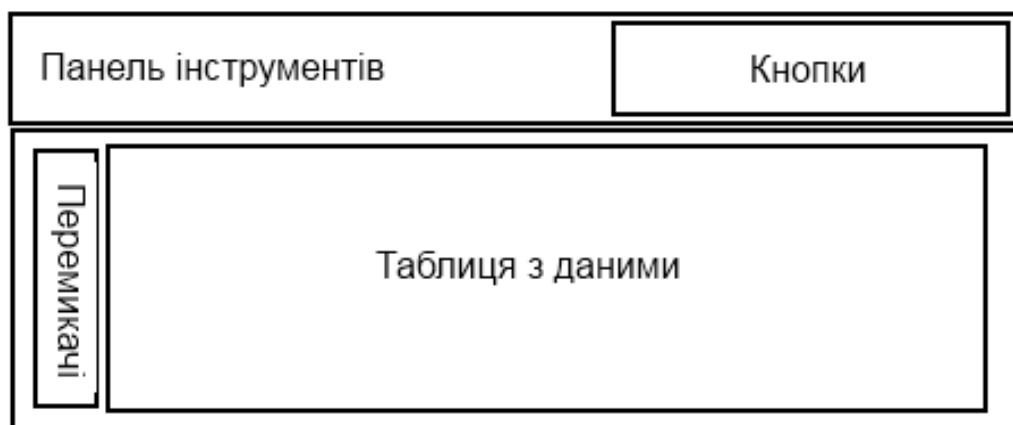 Панель інструментів
Кнопки
Перемикачі
Таблиця з даними